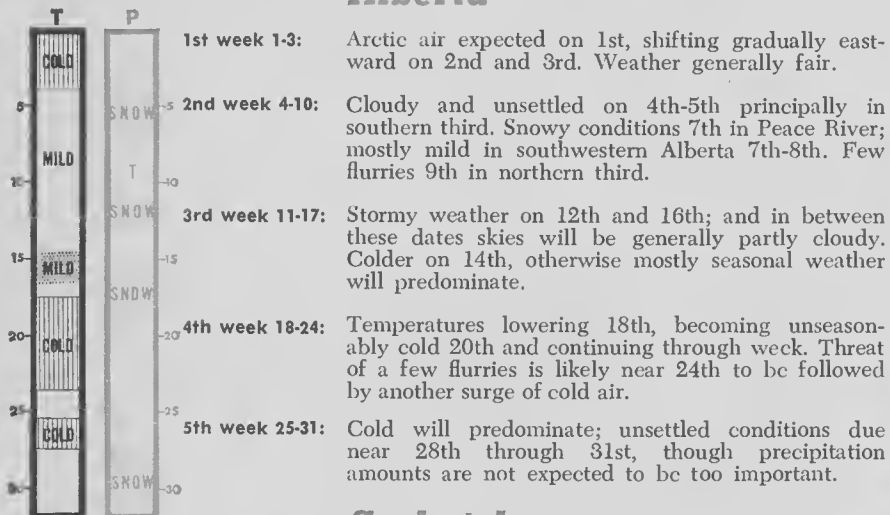 Alberta
T P
1st week 1-3: Arctic air expected on 1st, shifting gradually east-
ward on 2nd and 3rd. Weather generally fair.
2nd week 4-10: Cloudy and unsettled on 4th-5th principally in
southern third. Snowy conditions 7th in Peace River;
mostly mild in southwestern Alberta 7th-8th. Few
flurries 9th in northern third.
3rd week 11-17: Stormy weather on 12th and 16th; and in between
these dates skies will be generally partly cloudy.
Colder on 14th, otherwise mostly seasonal weather
will predominate.
4th week 18-24: Temperatures lowering 18th, becoming unseason-
ably cold 20th and continuing through week. Threat
of a few flurries is likely near 24th to be followed
by another surge of cold air.
5th week 25-31: Cold will predominate; unsettled conditions due
near 28th through 31st, though precipitation
amounts are not expected to be too important.
COLD
5 SNOW 5
MILD T
10 10
SNOW
15 MILD 15
SNOW
20 COLD 20
25 25
COLD
30 SNOW 30